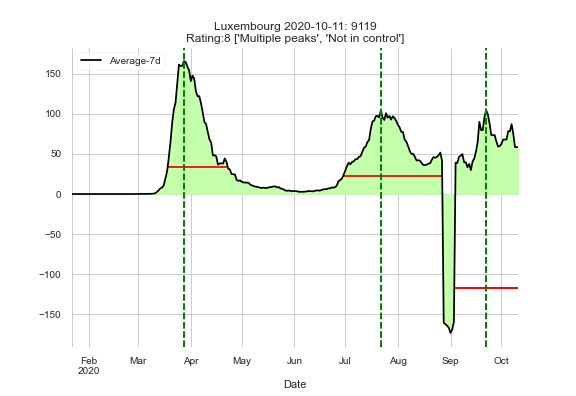 Luxembourg 2020-10-11: 9119
Rating:8 ['Multiple peaks', 'Not in control']
Average-7d
150
100
50
0
−50
−100
−150
Feb Mar Apr May Jun Jul Aug Sep Oct
2020
Date